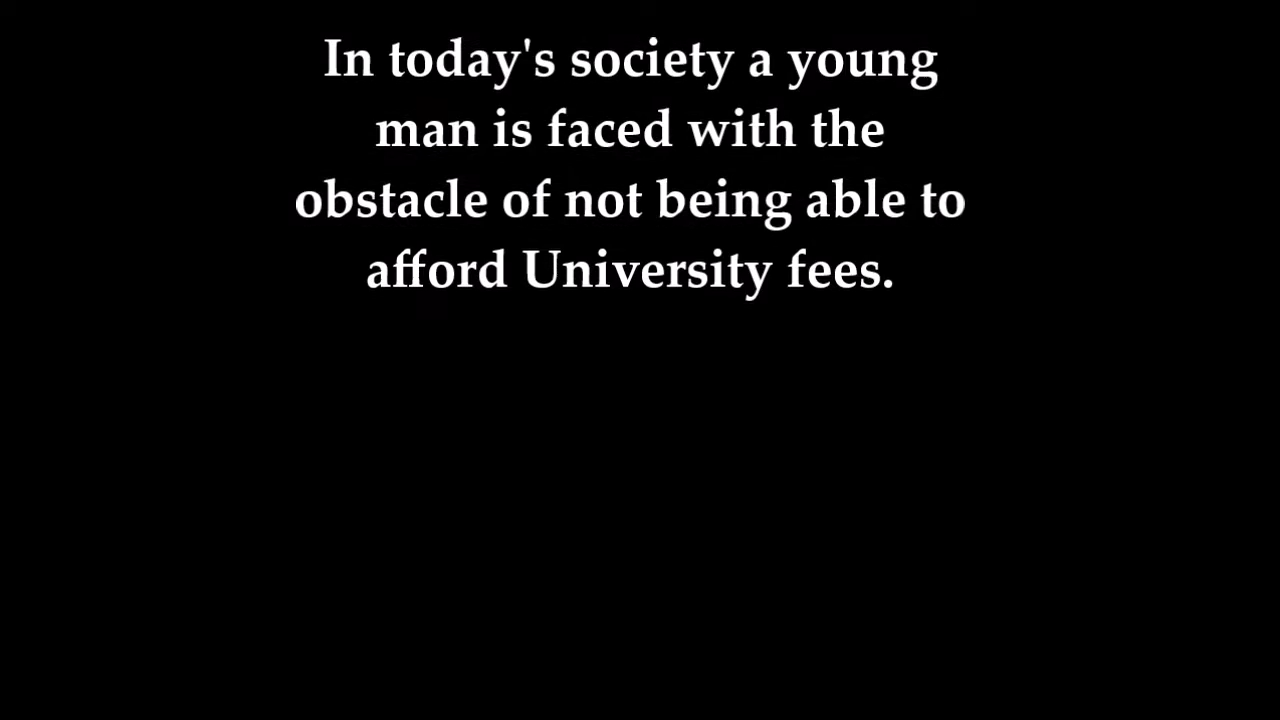 In today's society a young
man is faced with the
obstacle of not being able to
afford University fees.